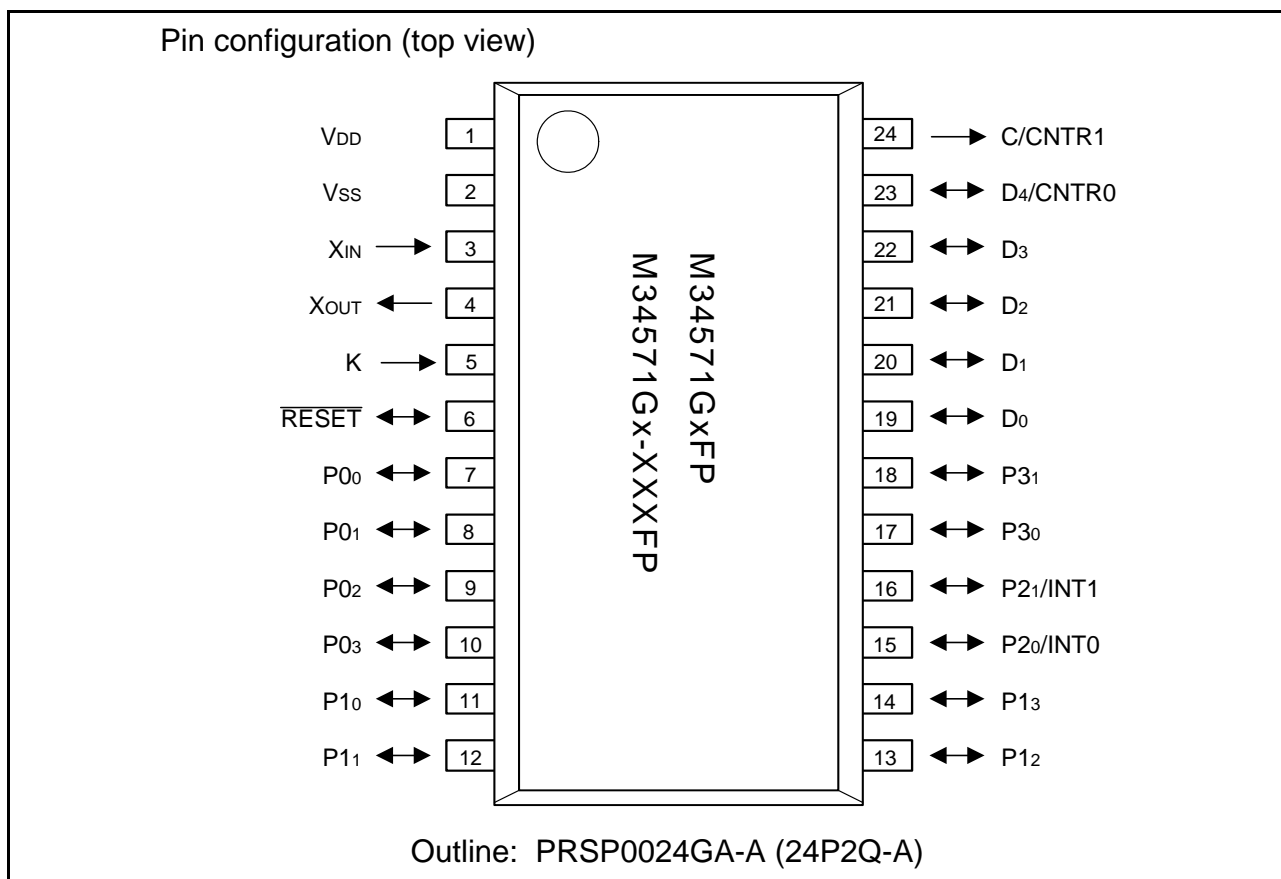 Pin configuration (top view)
VDD 1
VSS 2
XIN 3
XOUT 4
K 5
RESET 6
P00 7
P01 8
P02 9
P03 10
P10 11
P11 12
M34571GxFP
M34571Gx-XXXFP
24 C/CNTR1
23 D4/CNTR0
22 D3
21 D2
20 D1
19 D0
18 P31
17 P30
16 P21/INT1
15 P20/INT0
14 P13
13 P12
Outline: PRSP0024GA-A (24P2Q-A)